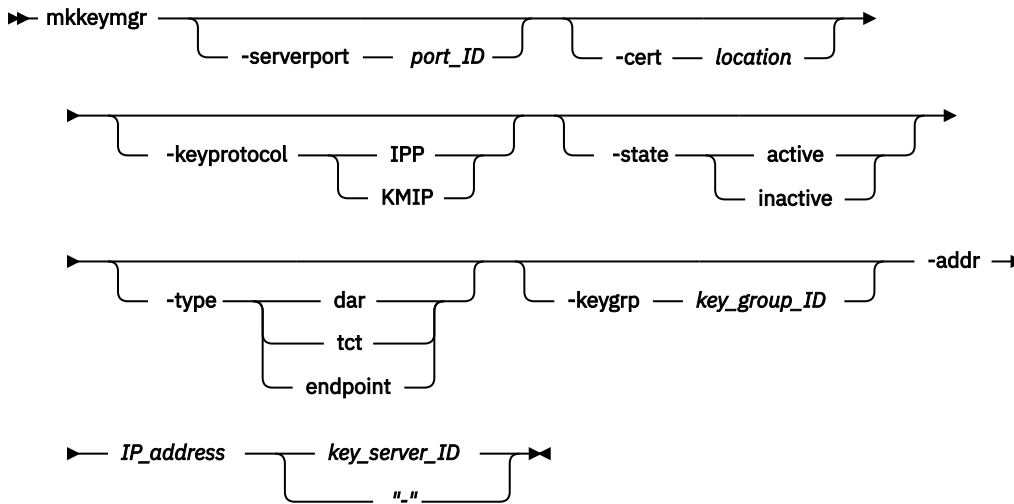 mkkeymgr
-serverport port_ID -cert location
-keyprotocol IPP -state active
KMIP inactive
-addr
-type dar -keygrp key_group_ID
tct
endpoint
IP_address key_server_ID
"-"